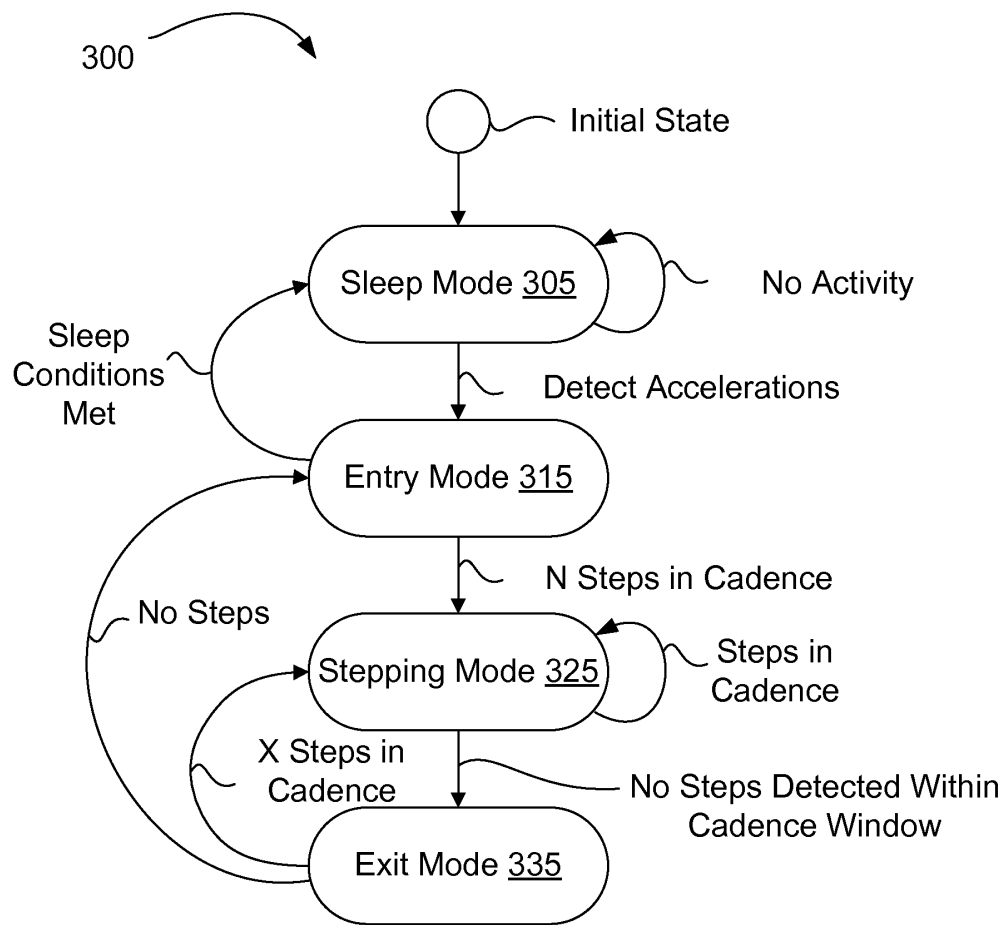 300
Initial State
Sleep Mode 305
No Activity
Sleep
Conditions
Met
Detect Accelerations
Entry Mode 315
N Steps in Cadence
No Steps
Stepping Mode 325
Steps in
Cadence
X Steps in
Cadence
No Steps Detected Within
Cadence Window
Exit Mode 335